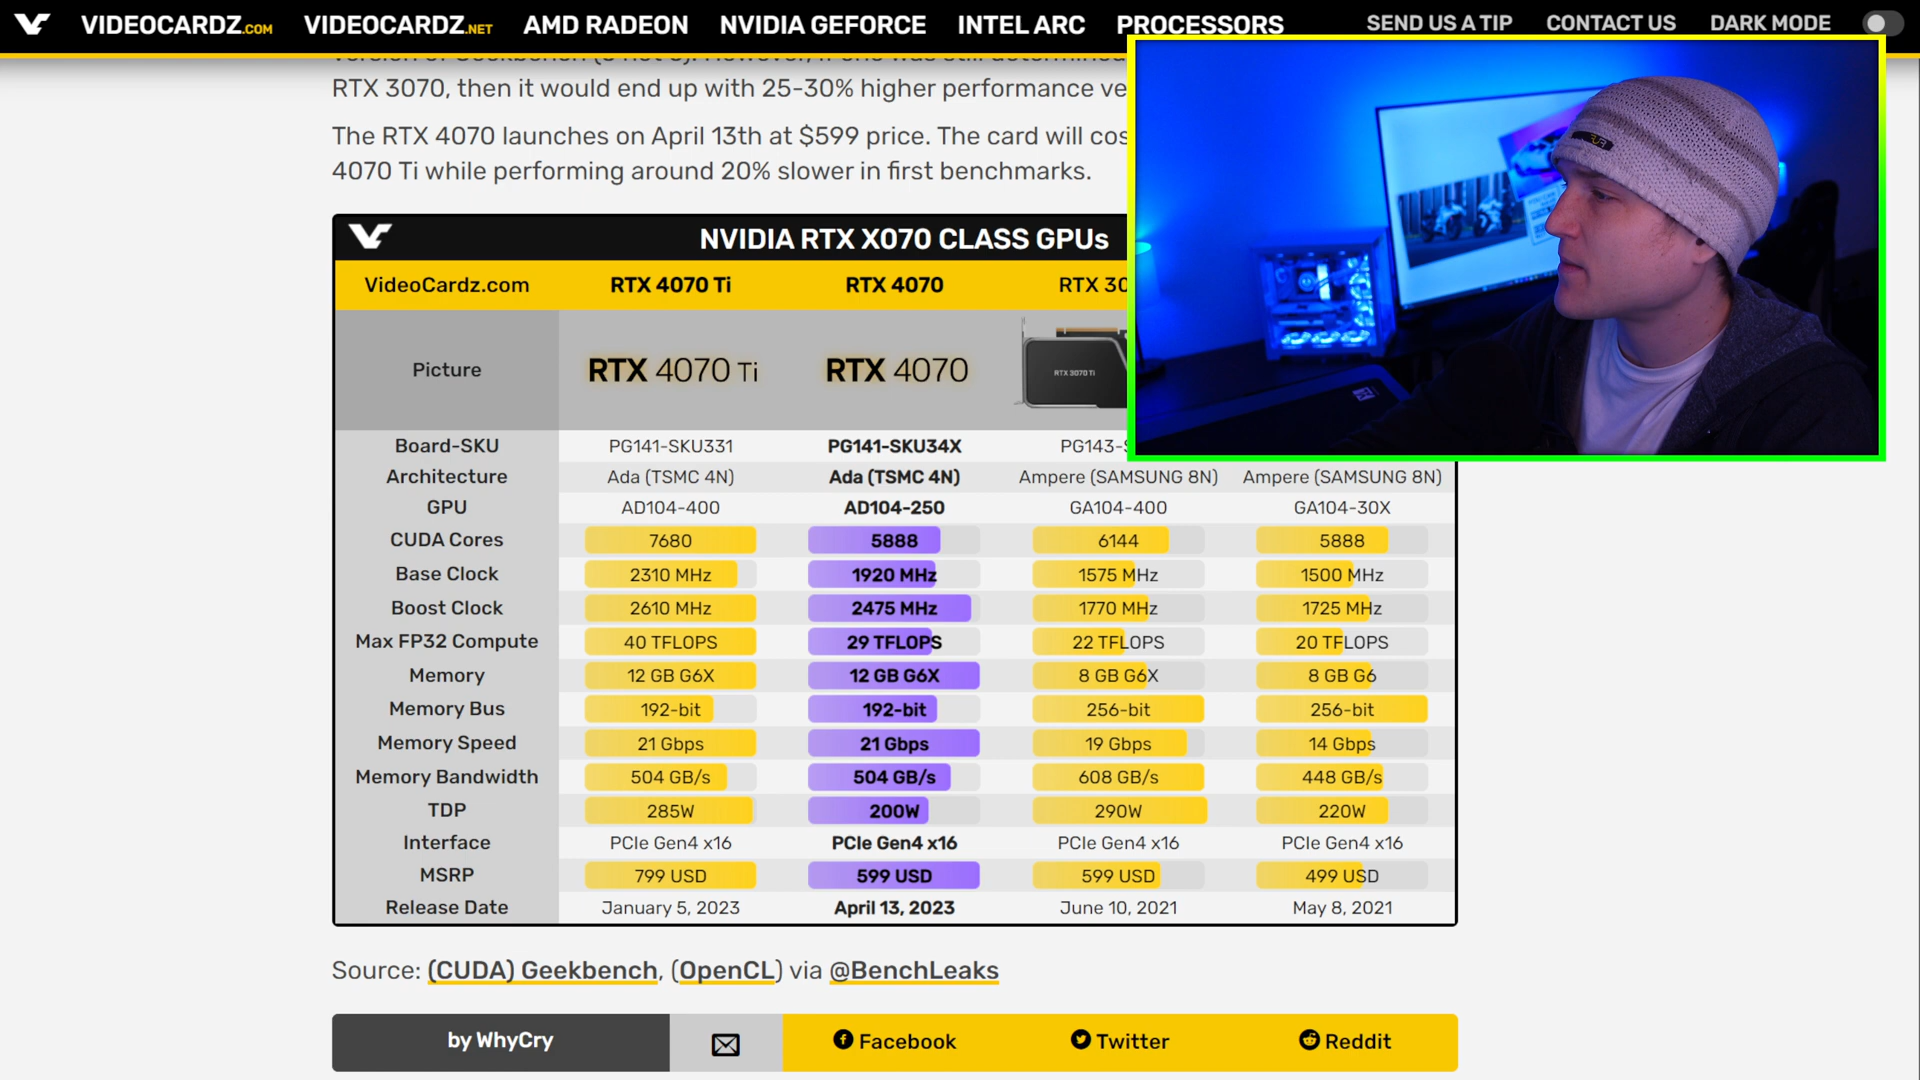 VIDEOCARDZ.COM VIDEOCARDZ.NET AMD RADEON NVIDIA GEFORCE INTEL ARC PROCESSORS SEND US A TIP CONTACT US DARK MODE
RTX 3070, then it would end up with 25-30% higher performance
The RTX 4070 launches on April 13th at $599 price. The card will
4070 Ti while performing around 20% slower in first benchmarks.
NVIDIA RTX X070 CLASS GPUs
VideoCardz.com RTX 4070 Ti RTX 4070 RTX
Picture RTX 4070 Ti RTX 4070 RTX 3070 Ti
Board-SKU PG141-SKU331 PG141-SKU34X PG143-
Architecture Ada (TSMC 4N) Ada (TSMC 4N) Ampere (SAMSUNG 8N) Ampere (SAMSUNG 8N)
GPU AD104-400 AD104-250 GA104-400 GA104-30X
CUDA Cores 7680 5888 6144 5888
Base Clock 2310 MHz 1920 MHz 1575 MHz 1500 MHz
Boost Clock 2610 MHz 2475 MHz 1770 MHz 1725 MHz
Max FP32 Compute 40 TFLOPS 29 TFLOPS 22 TFLOPS 20 TFLOPS
Memory 12 GB G6X 12 GB G6X 8 GB G6X 8 GB G6
Memory Bus 192-bit 192-bit 256-bit 256-bit
Memory Speed 21 Gbps 21 Gbps 19 Gbps 14 Gbps
Memory Bandwidth 504 GB/s 504 GB/s 608 GB/s 448 GB/s
TDP 285W 200W 290W 220W
Interface PCIe Gen4 x16 PCIe Gen4 x16 PCIe Gen4 x16 PCIe Gen4 x16
MSRP 799 USD 599 USD 599 USD 499 USD
Release Date January 5, 2023 April 13, 2023 June 10, 2021 May 8, 2021
Source: (CUDA) Geekbench, (OpenCL) via @BenchLeaks
by WhyCry Facebook Twitter Reddit